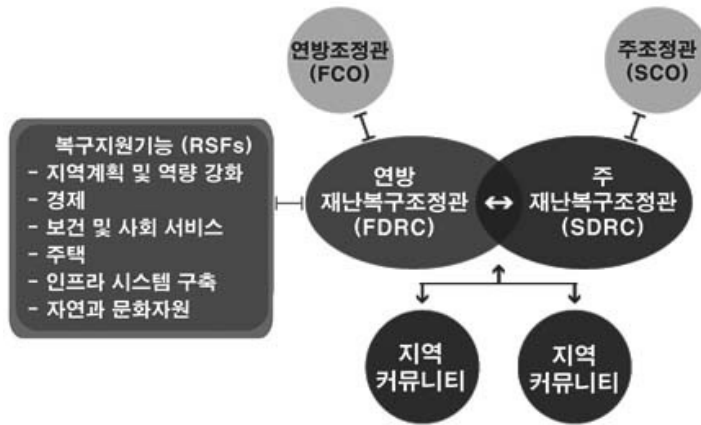 연방조정관
(FCO)
주조정관
(SCO)
복구지원기능 (RSFs)
- 지역계획 및 역량 강화
- 경제
- 보건 및 사회 서비스
- 주택
- 인프라 시스템 구축
- 자연과 문화자원
연방
재난복구조정관
(FDRC)
주
재난복구조정관
(SDRC)
지역
커뮤니티
지역
커뮤니티